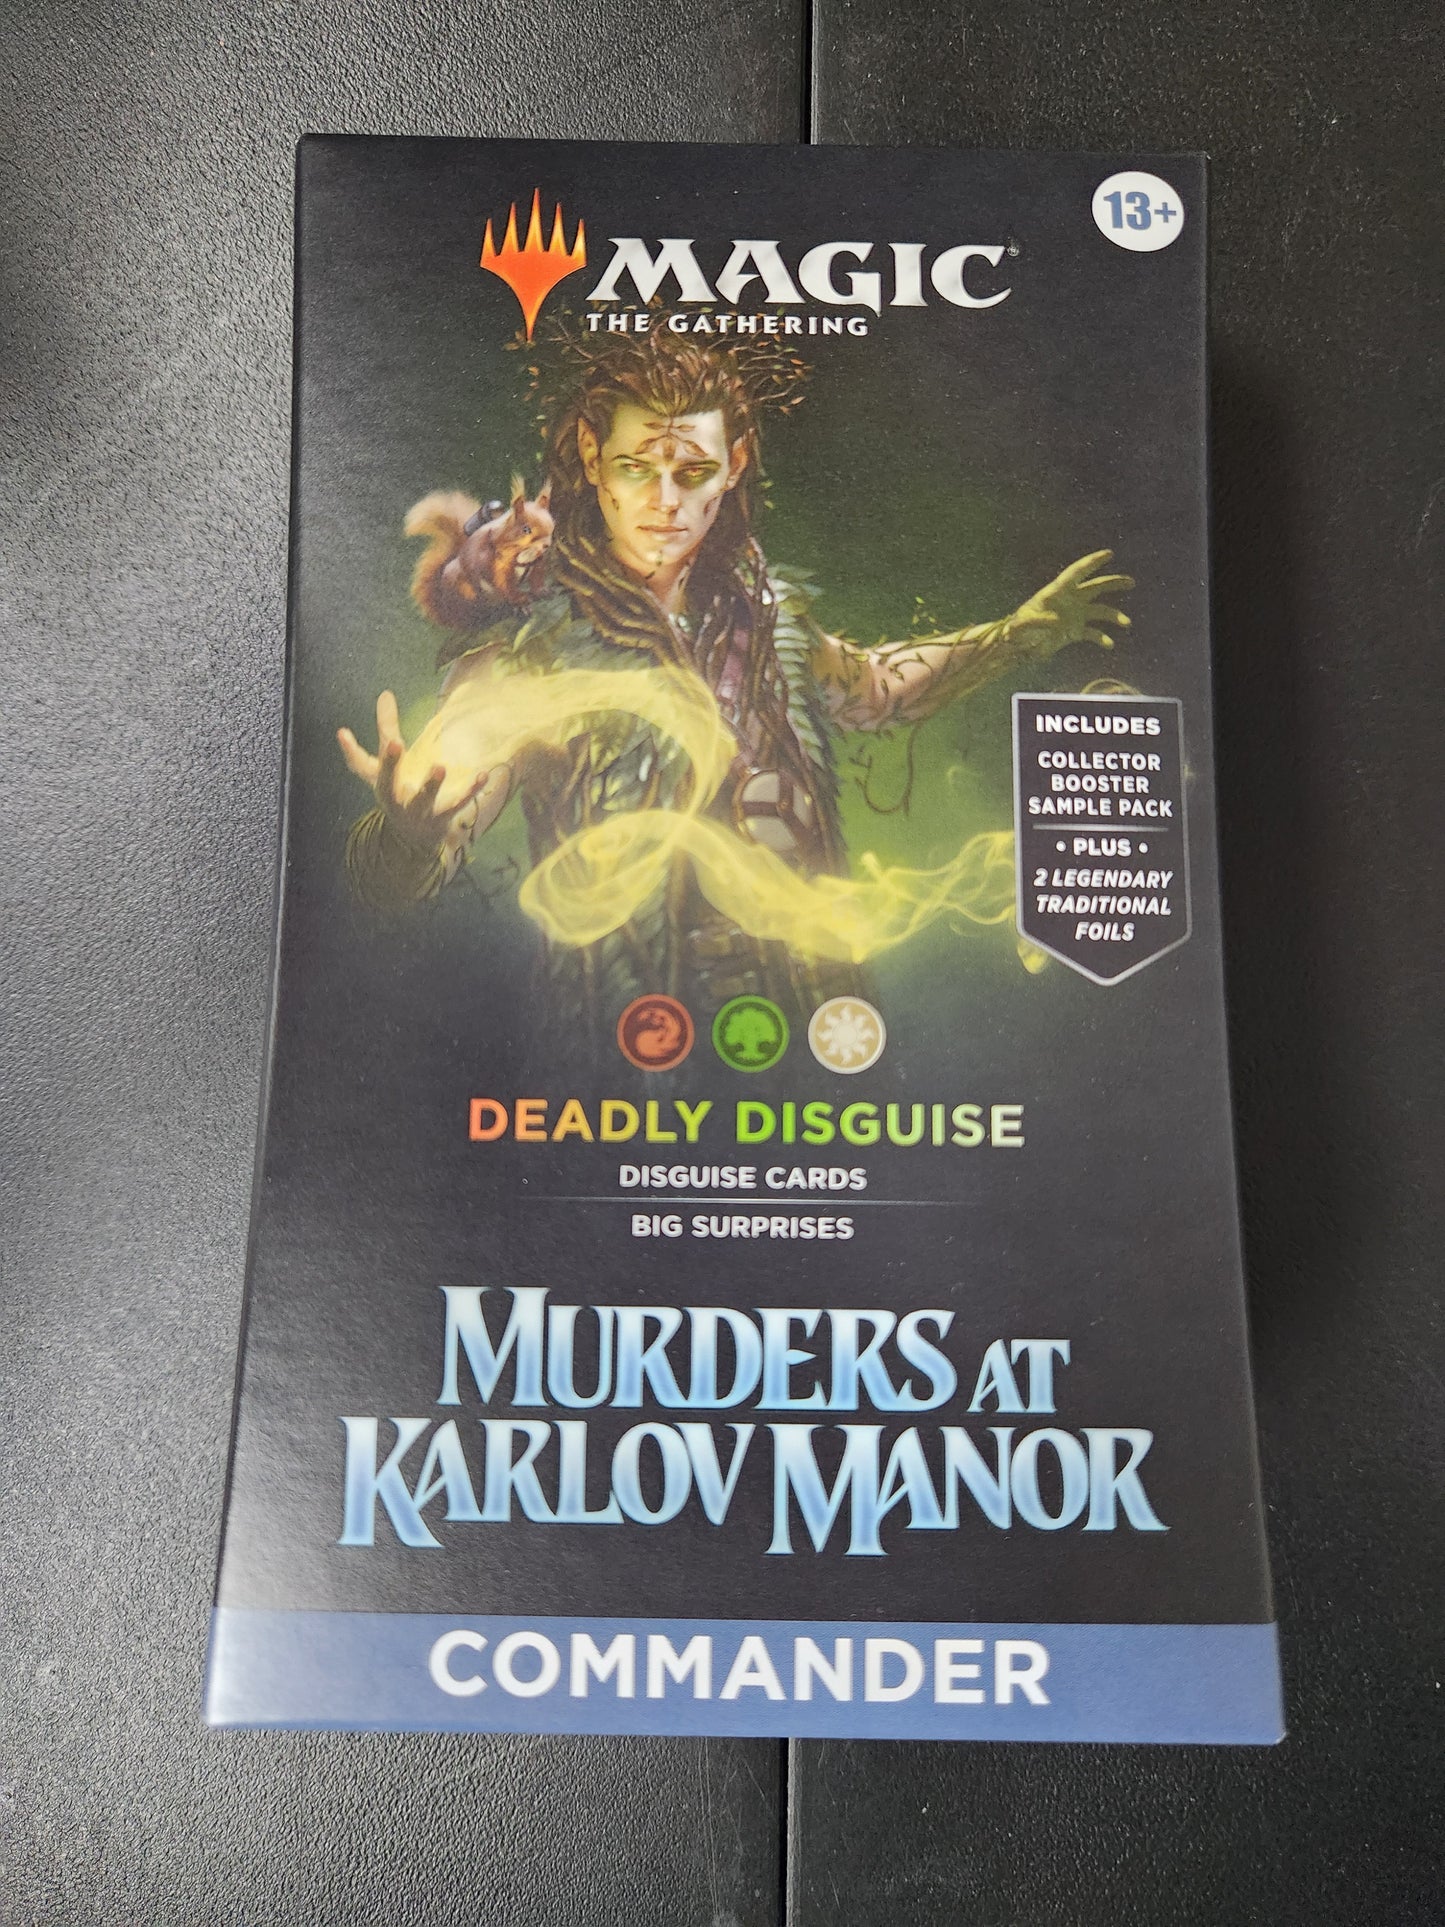 13+
MAGIC®
THE GATHERING
INCLUDES
COLLECTOR
BOOSTER
SAMPLE PACK
• PLUS •
2 LEGENDARY
TRADITIONAL
FOILS
DEADLY DISGUISE
DISGUISE CARDS
BIG SURPRISES
MURDERS AT
KARLOV MANOR
COMMANDER